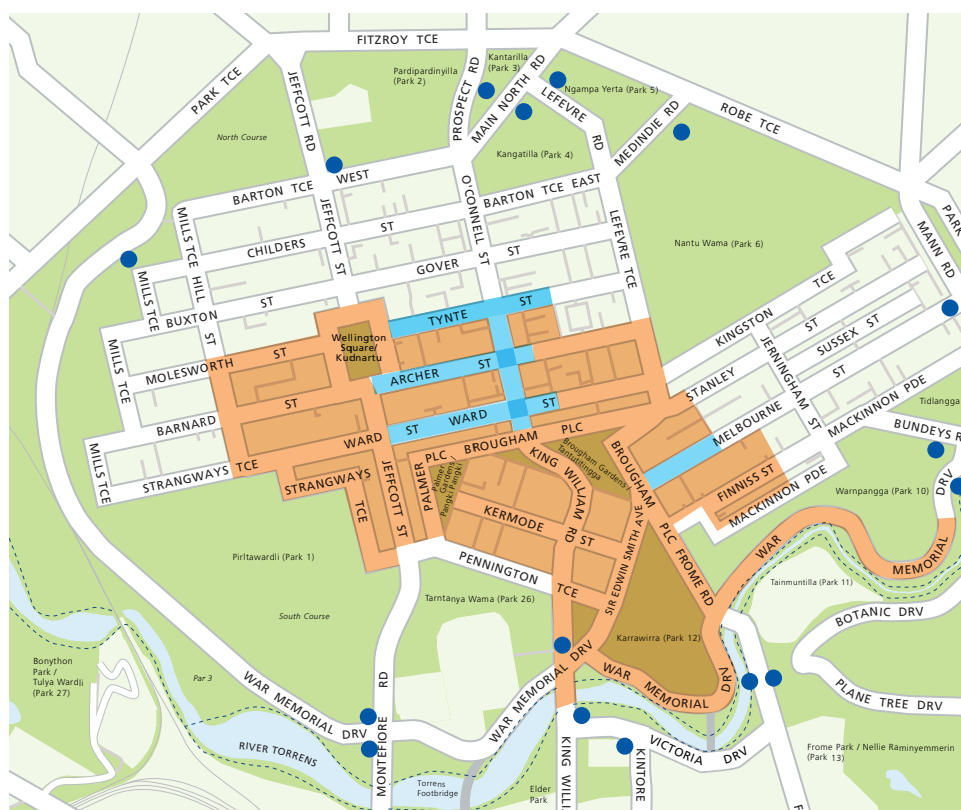 FITZROY TCE
Kantarilla
(Park 3)
Pardipardinyilla
(Park 2)
PARK TCE
JEFFCOTT RD
PROSPECT RD
MAIN NORTH RD
Ngampa Yerta (Park 5)
LEFEVRE RD
MEDINDIE RD
ROBE TCE
North Course
Kangatilla (Park 4)
BARTON TCE WEST
BARTON TCE EAST
O'CONNELL ST
MILLS TCE HILL ST
JEFFCOTT ST
LEFEVRE TCE
PARK
MANN RD
CHILDERS ST
Nantu Wama (Park 6)
GOVER ST
MILLS TCE
BUXTON ST
TYNTE ST
KINGSTON TCE
SUSSEX ST
ST
ST
JERNINGHAM ST
Wellington
Square/
Kudnartu
MILLS TCE
MOLESWORTH ST
ARCHER ST
STANLEY
MACKINNON PDE
Tidlangga
BARNARD ST
WARD ST
WARD ST
MELBOURNE
BUNDEYS R
BROUGHAM PLC
PALMER PLC
Palmer
Gardens /
Pangki Pangki
Brougham Gardens /
Tantutitingga
MILLS TCE
STRANGWAYS TCE
STRANGWAYS TCE
JEFFCOTT ST
KING WILLIAM RD
BROUGHAM PLC
FINNISS ST
MACKINNON PDE
Warnpangga (Park 10)
DRV
KERMODE ST
SIR EDWIN SMITH AVE
FROME RD
WAR MEMORIAL DRV
Pirltawardli (Park 1)
PENNINGTON TCE
Tainmuntilla (Park 11)
Tarntanya Wama (Park 26)
BOTANIC DRV
South Course
Karrawirra (Park 12)
Bonython
Park /
Tulya Wardli
(Park 27)
Par 3
WAR MEMORIAL DRV
WAR MEMORIAL DRV
WAR MEMORIAL
PLANE TREE DRV
RIVER TORRENS
MONTEFIORE RD
VICTORIA DRV
Frome Park / Nellie Raminyemmerin
(Park 13)
Torrens
Footbridge
Elder
Park
KING WILLI
KINTORE